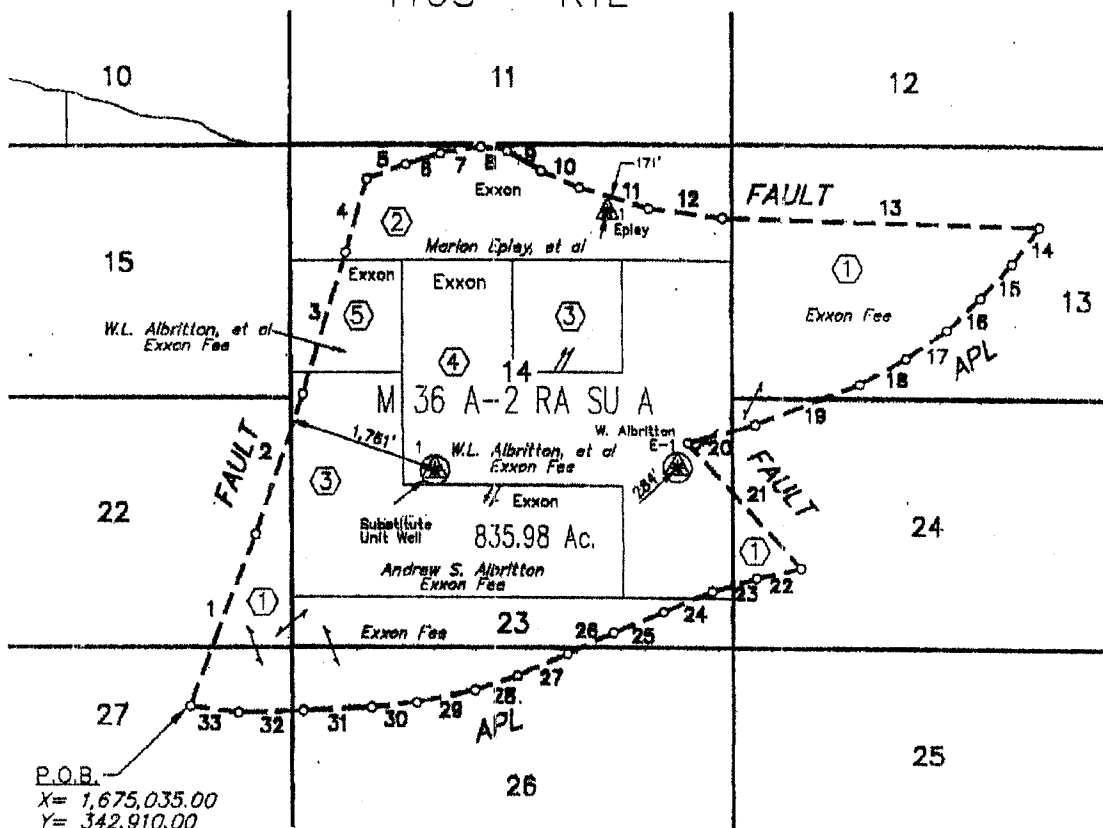 10
11
12
5
6
7
8
9
10
171'
Exxon
11
12
FAULT
13
4
2
1
Epley
14
Marion Epley, et al
1
15
15
Exxon
Exxon
Exxon Fee
13
3
5
3
16
W.L. Albritton, et al
Exxon Fee
17
APL
4
14
18
M 36 A-2 RA SU A
19
1,761'
W. Albritton
2
FAULT
1
W.L. Albritton, et al
Exxon Fee
E-1
20
FAULT
3
284'
21
22
Substitute
Unit Well
Exxon
835.98 Ac.
24
1
Andrew S. Albritton
Exxon Fee
22
1
1
23
24
Exxon Fee
23
26
25
27
28
27
33
32
31
30
29
APL
25
26
P.O.B.
X= 1,675,035.00
Y= 342,910.00